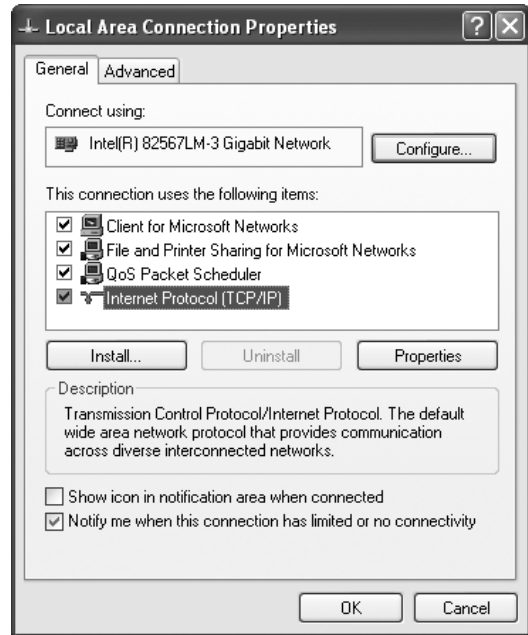 Local Area Connection Properties
General Advanced
Connect using:
Intel(R) 82567LM-3 Gigabit Network Configure...
This connection uses the following items:
Client for Microsoft Networks
File and Printer Sharing for Microsoft Networks
QoS Packet Scheduler
Internet Protocol (TCP/IP)
Install... Uninstall Properties
Description
Transmission Control Protocol/Internet Protocol. The default
wide area network protocol that provides communication
across diverse interconnected networks.
Show icon in notification area when connected
Notify me when this connection has limited or no connectivity
OK Cancel